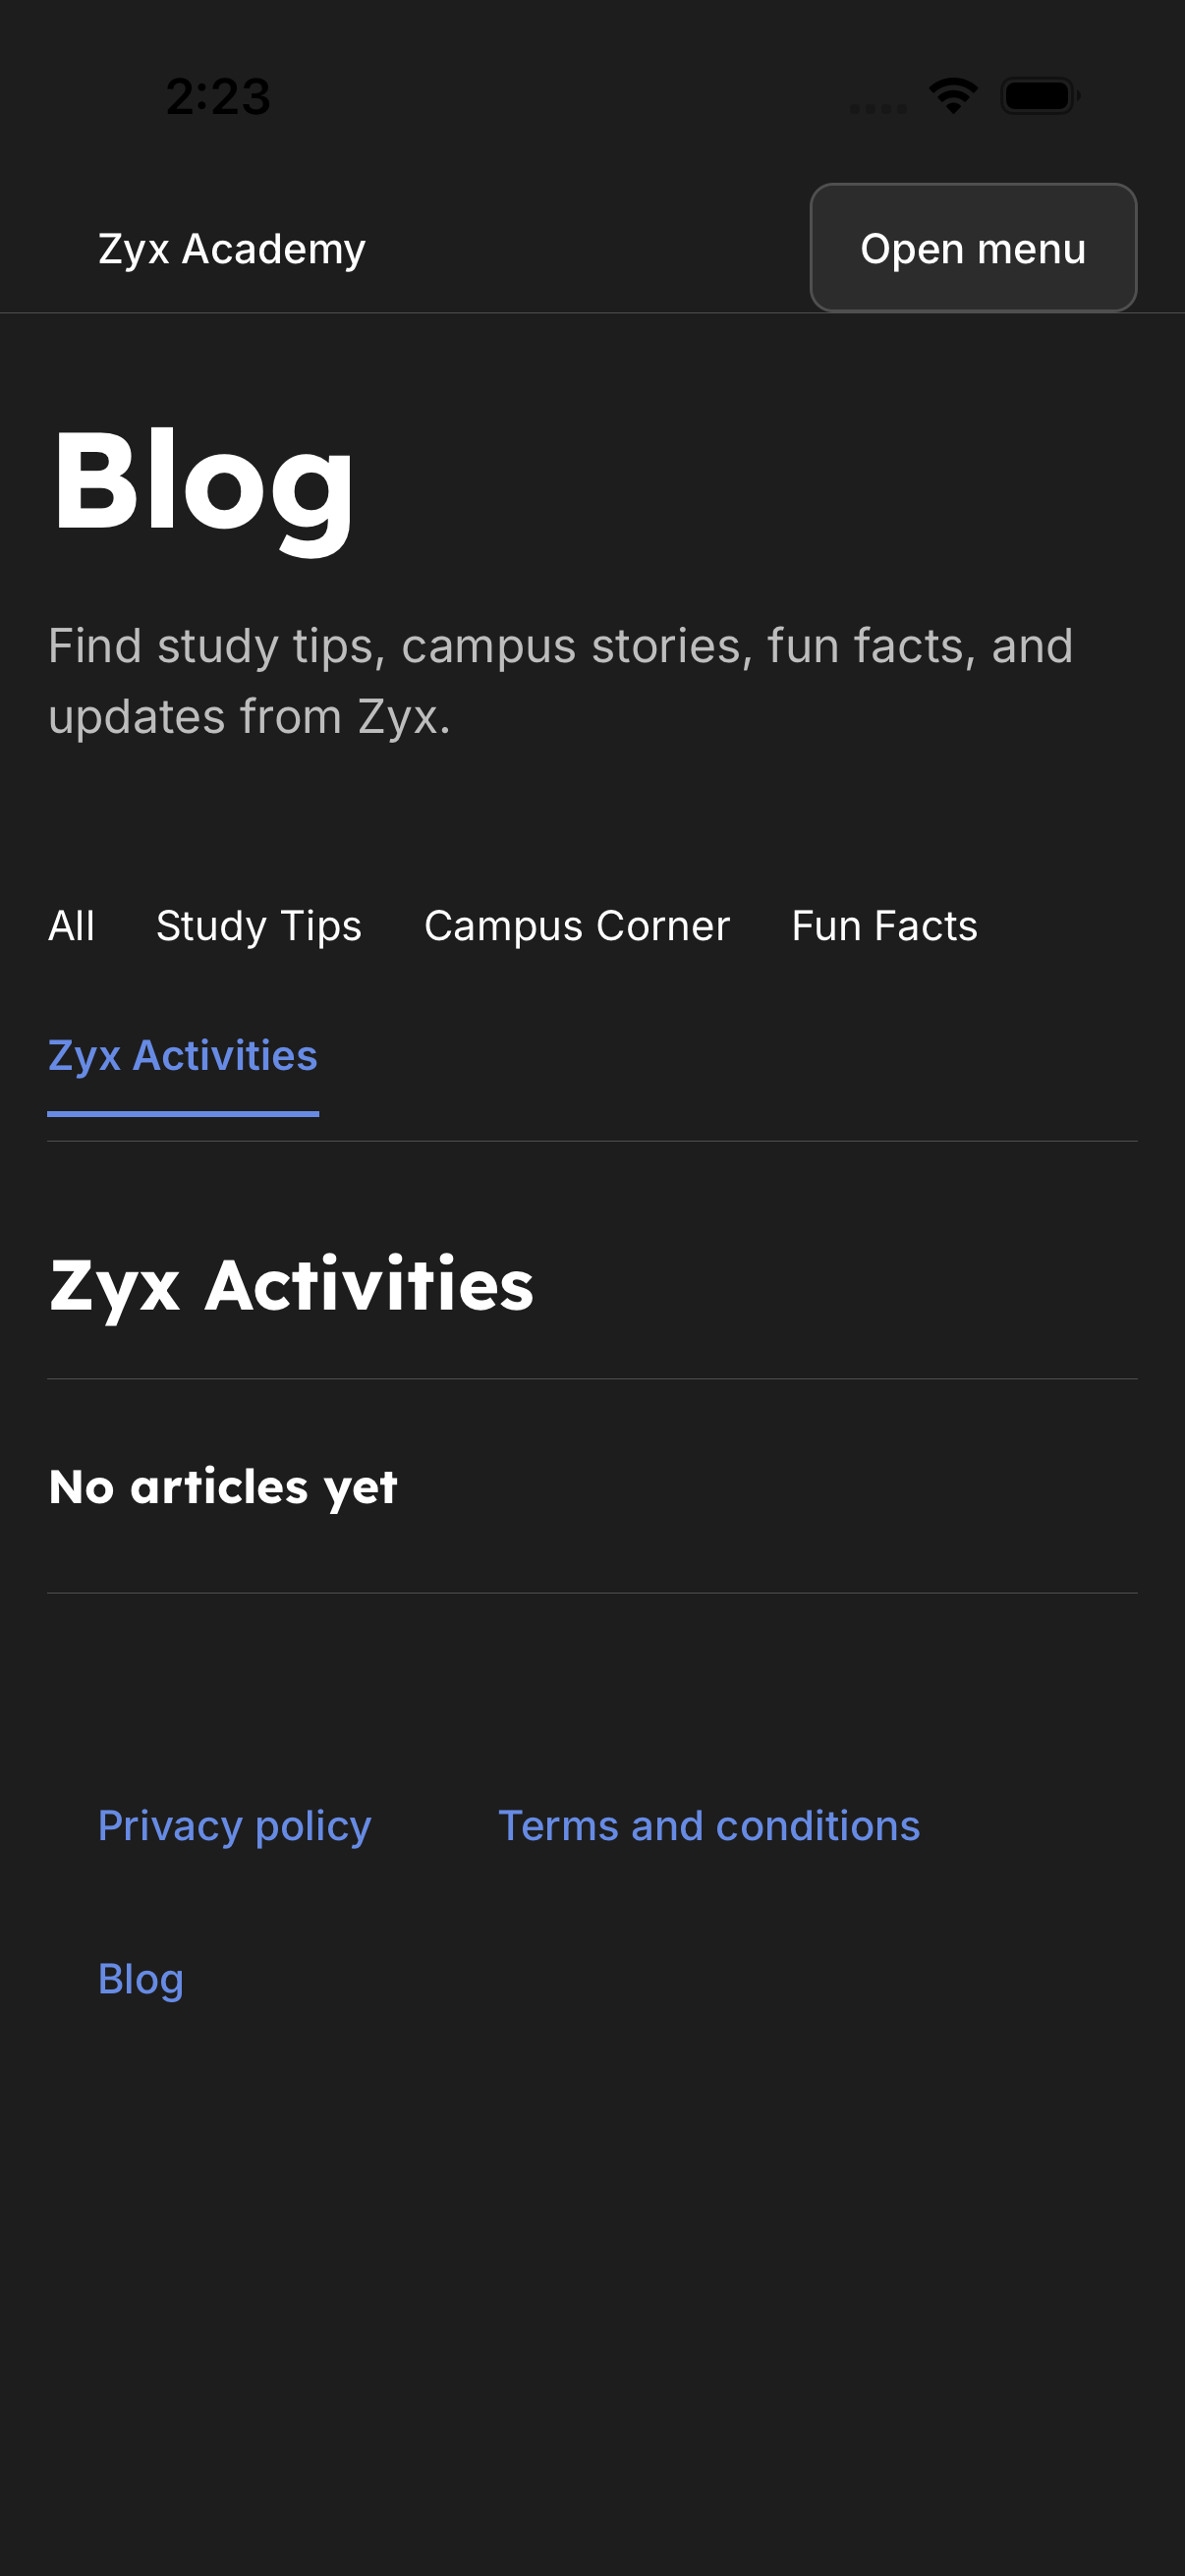 2:23
Zyx Academy
Open menu
Blog
Find study tips, campus stories, fun facts, and
updates from Zyx.
All Study Tips Campus Corner Fun Facts
Zyx Activities
Zyx Activities
No articles yet
Privacy policy Terms and conditions
Blog